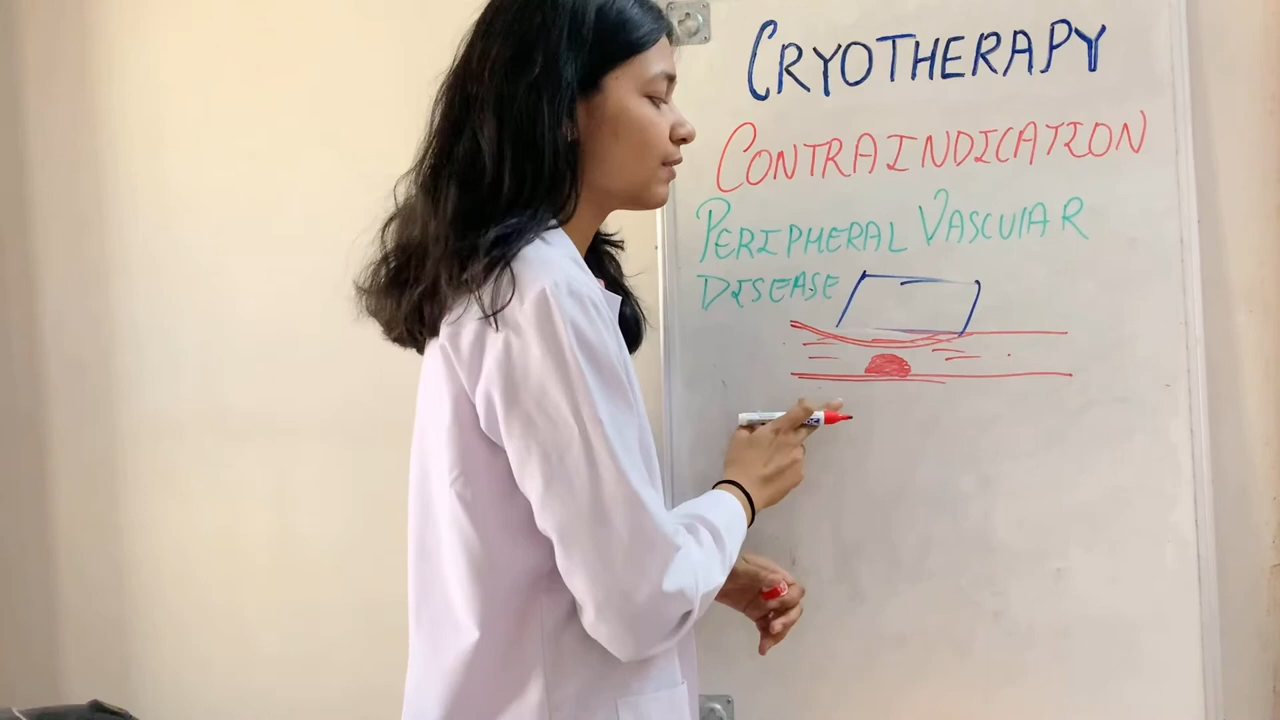 CRYOTHERAPY
CONTRAINDICATION
PERIPHERAL VASCULAR
DISEASE